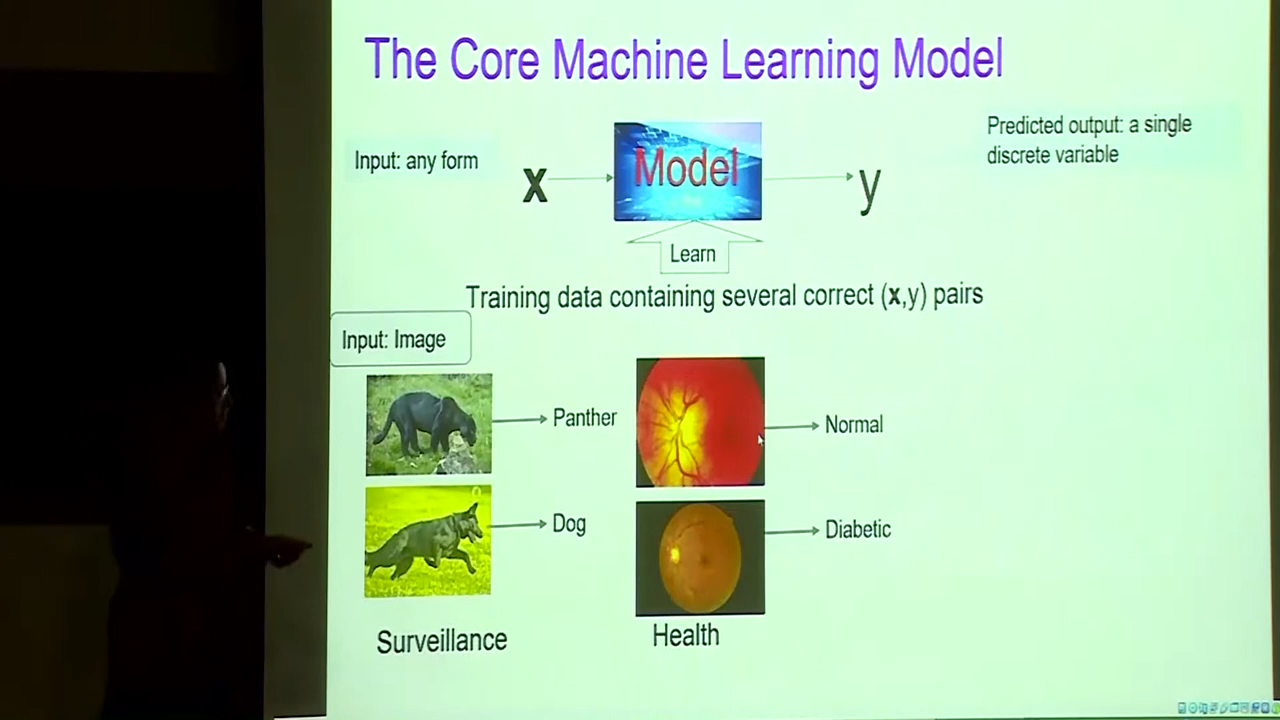 The Core Machine Learning Model
Input: any form
x
Model
y
Predicted output: a single
discrete variable
Learn
Training data containing several correct (x,y) pairs
Input: Image
Panther
Normal
Dog
Diabetic
Surveillance
Health